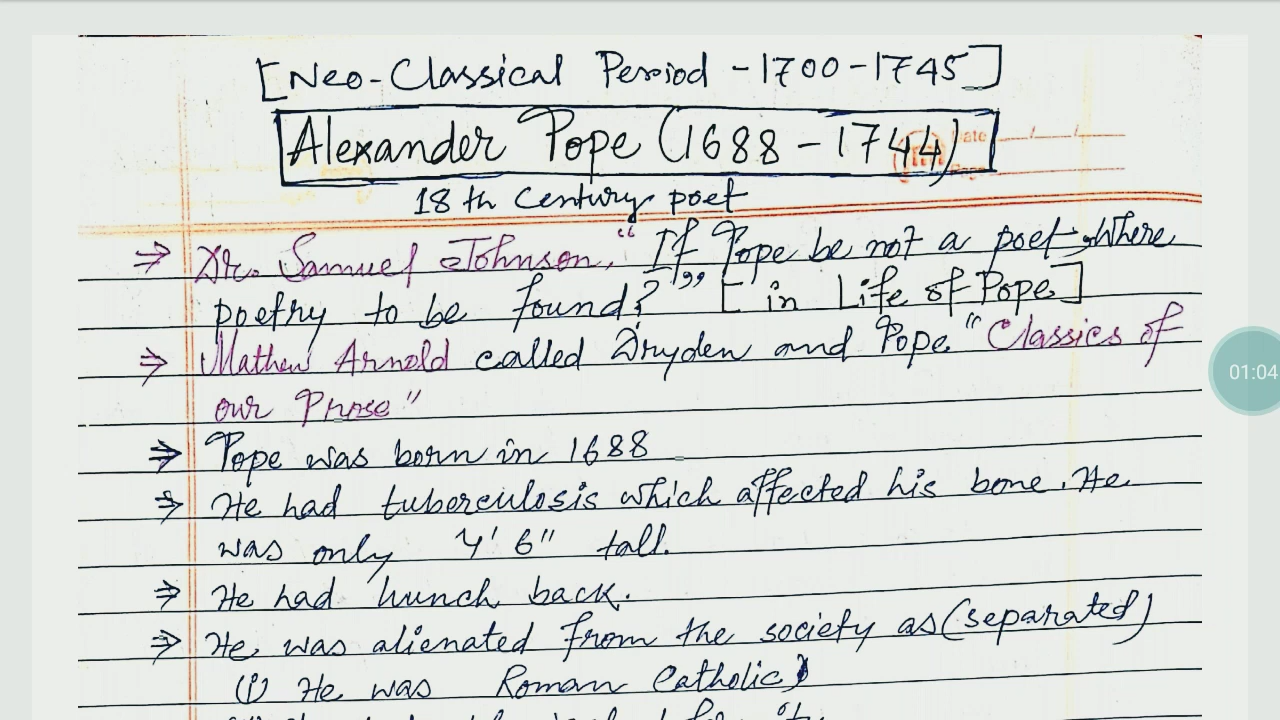 [Neo-Classical Period - 1700-1745]
Alexander Pope (1688 - 1744)
Date
18th Century poet
⇒ Dr. Samuel Johnson, "If Pope be not a poet, Where
poetry to be found?" [in Life of Pope]
⇒ Mathew Arnold called Dryden and Pope "Classics of
our Prose"
⇒ Pope was born in 1688
⇒ He had tuberculosis which affected his bone. He
was only 4' 6" tall.
⇒ He had hunch back.
⇒ He was alienated from the society as (separated)
(i) He was Roman Catholic)
01:04